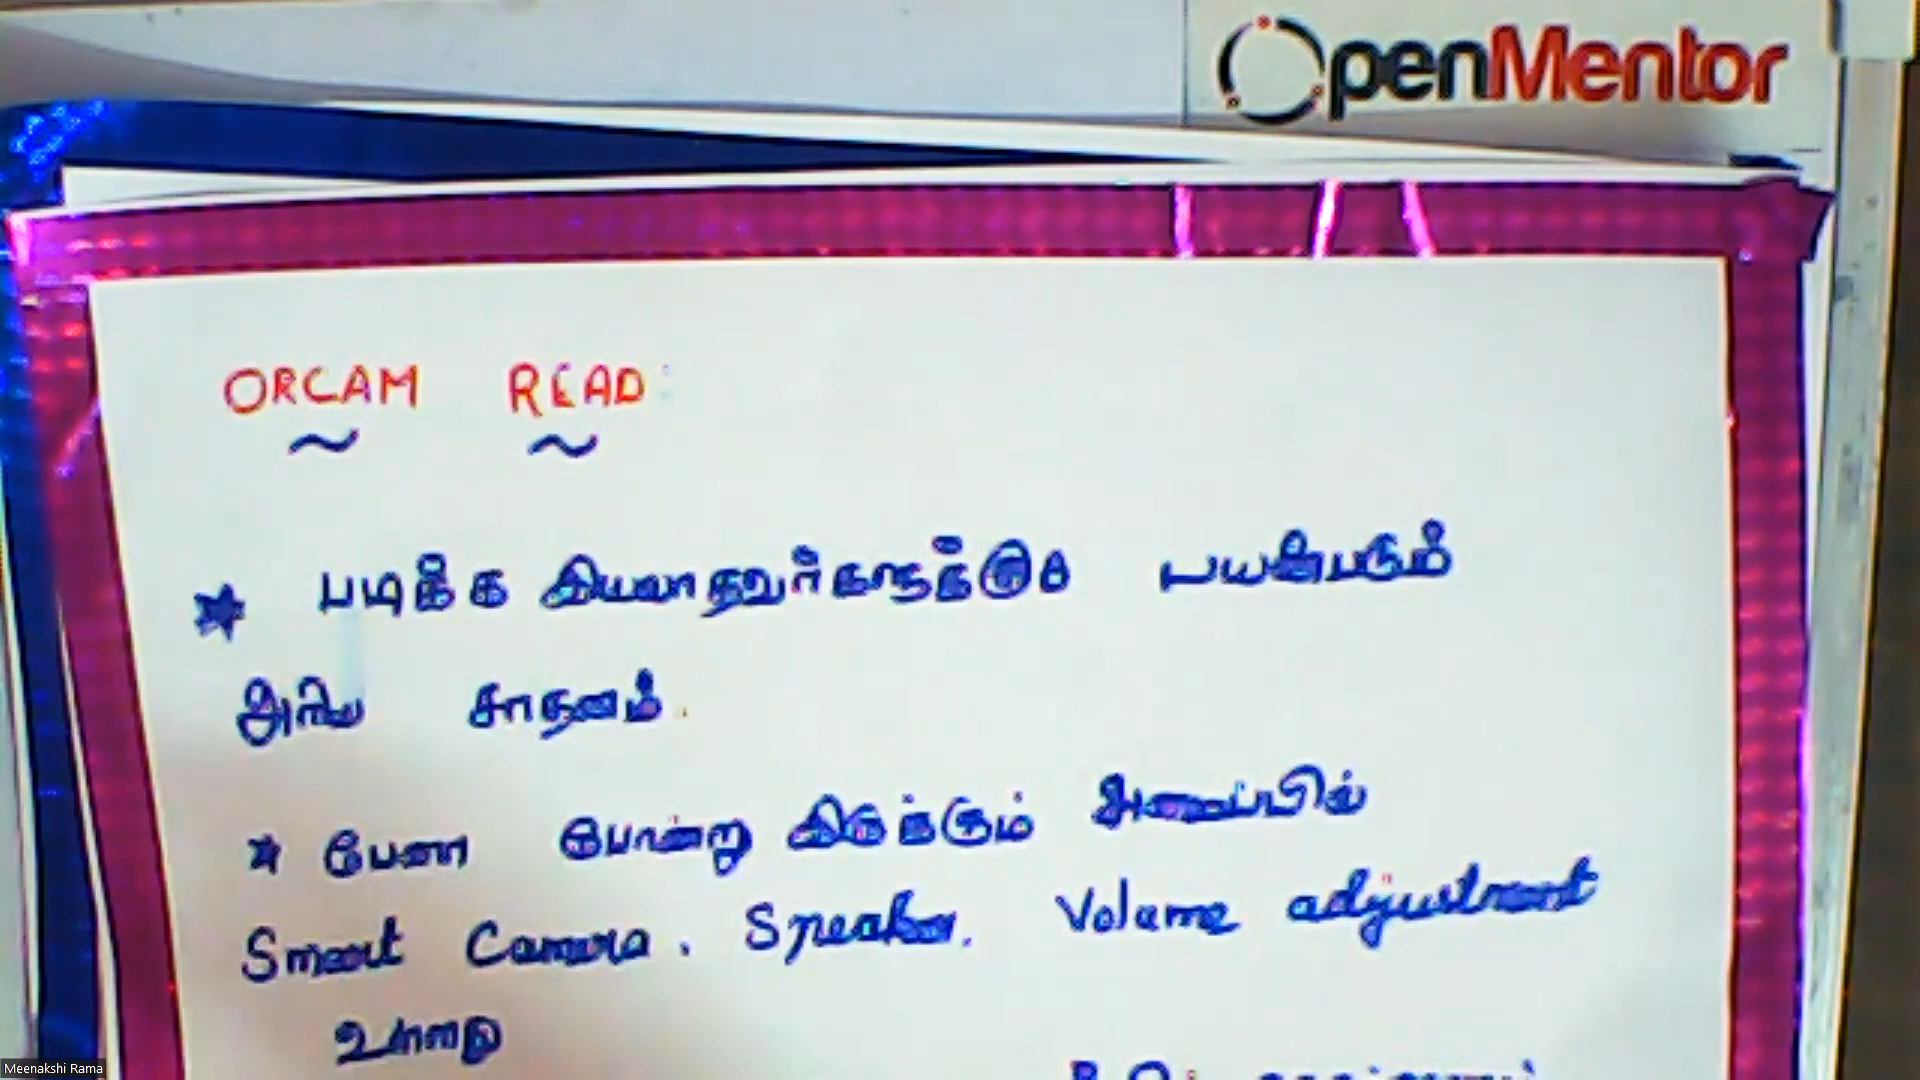 OpenMentor
ORCAM READ:
★ படிக்க இயலாதவர்களுக்கு பயன்படும்
அரிய சாதனம்.
★ பேனா போன்று இருக்கும் அமைப்பில்
Smart Camera, Speaker, Volume adjustment
உள்ளது
Meenakshi Rama